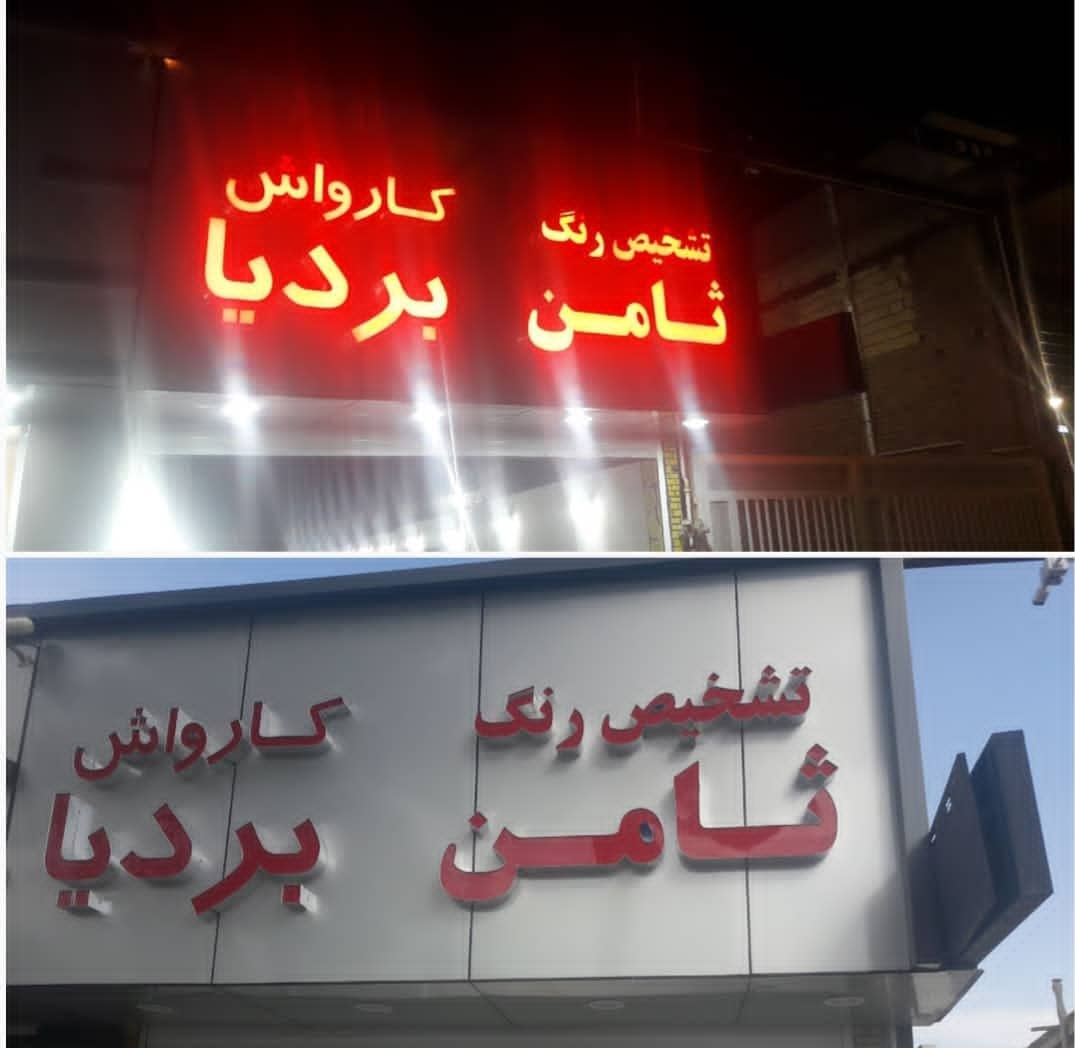 تشخیص رنگ
ثامن
کارواش
بردیا
تشخیص رنگ
ثامن
کارواش
بردیا